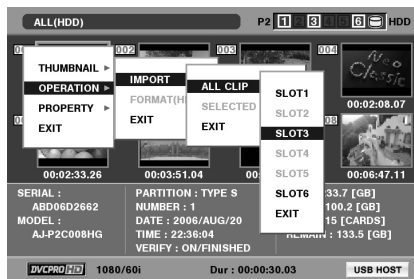 ALL(HDD)
P2 1 2 3 4 5 6 HDD
002
003
004
THUMBNAIL
OPERATION
PROPERTY
EXIT
IMPORT
EXIT
ALL CLIP
SELECTED
EXIT
SLOT1
SLOT2
SLOT3
SLOT4
SLOT5
SLOT6
EXIT
Neo
Classic
00:02:08.07
00:02:33.26
00:03:51.04
00:06:47.11
SERIAL :
ABD06D2662
MODEL :
AJ-P2C008HG
PARTITION : TYPE S
NUMBER : 1
DATE : 2006/AUG/20
TIME : 22:36:04
VERIFY : ON/FINISHED
100.2 [GB]
15 [CARDS]
REMAIN : 133.5 [GB]
DVCPRO HD
1080/60i
Dur : 00:00:30.03
USB HOST